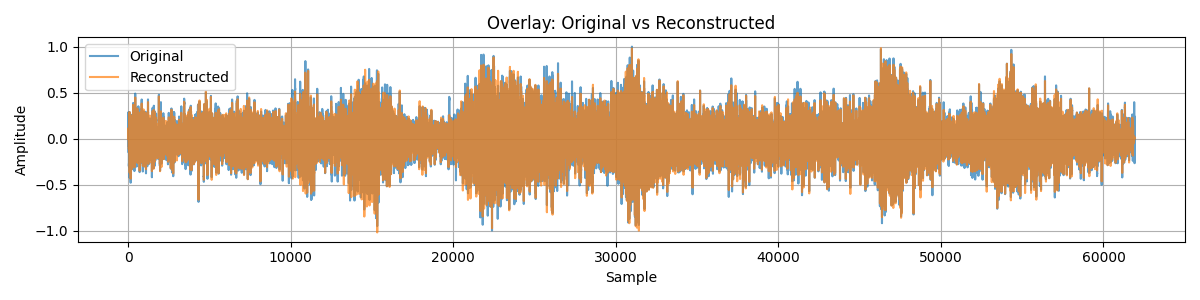 Overlay: Original vs Reconstructed
Original
Reconstructed
1.0
0.5
0.0
−0.5
−1.0
Amplitude
0 10000 20000 30000 40000 50000 60000
Sample